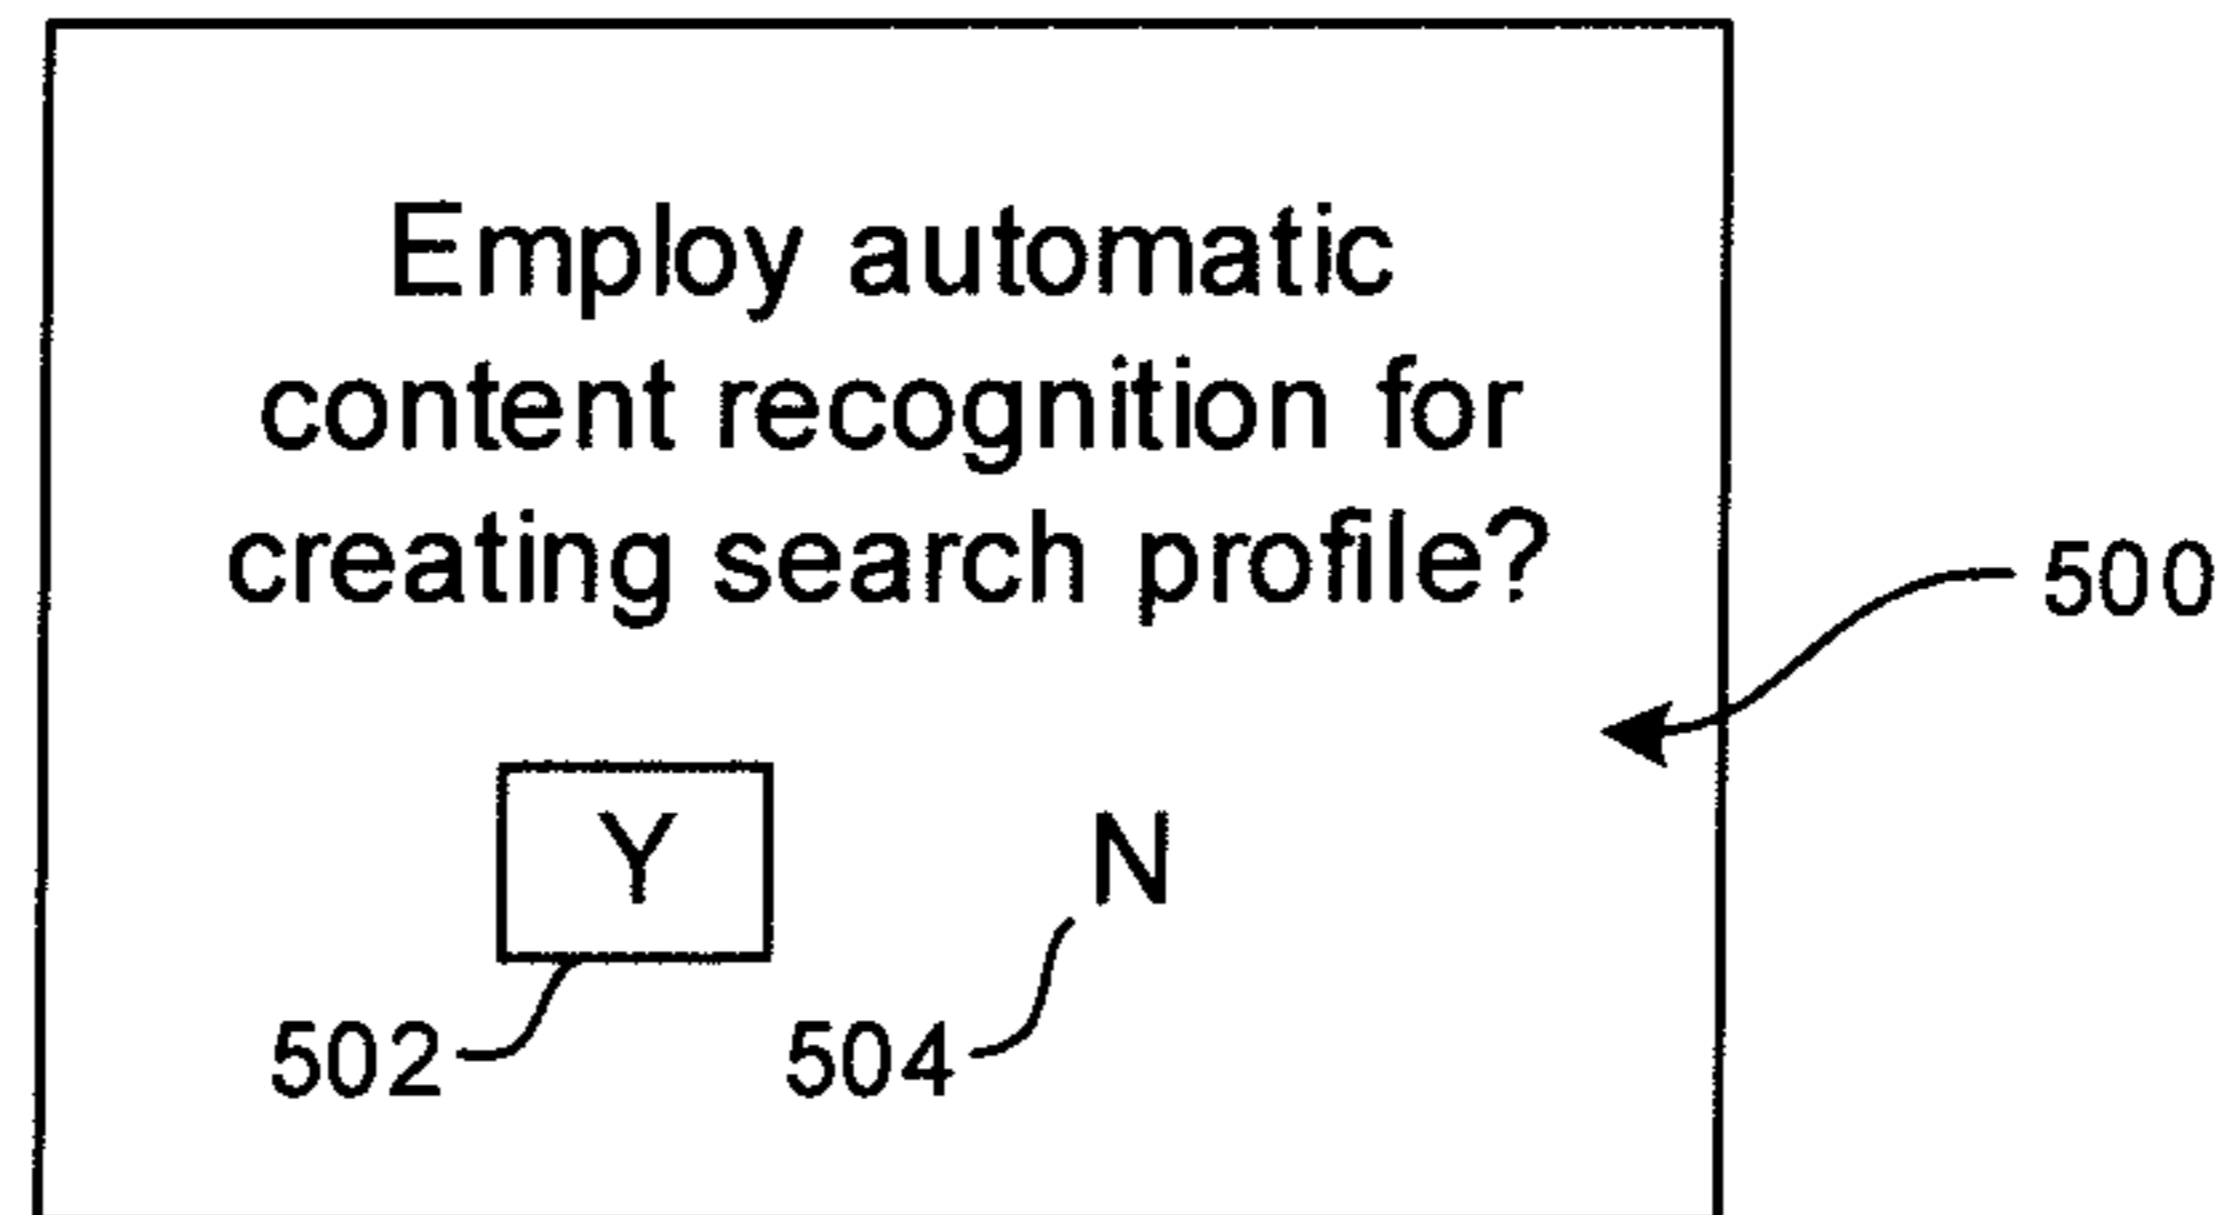 Employ automatic
content recognition for
creating search profile?
500
Y N
502 504